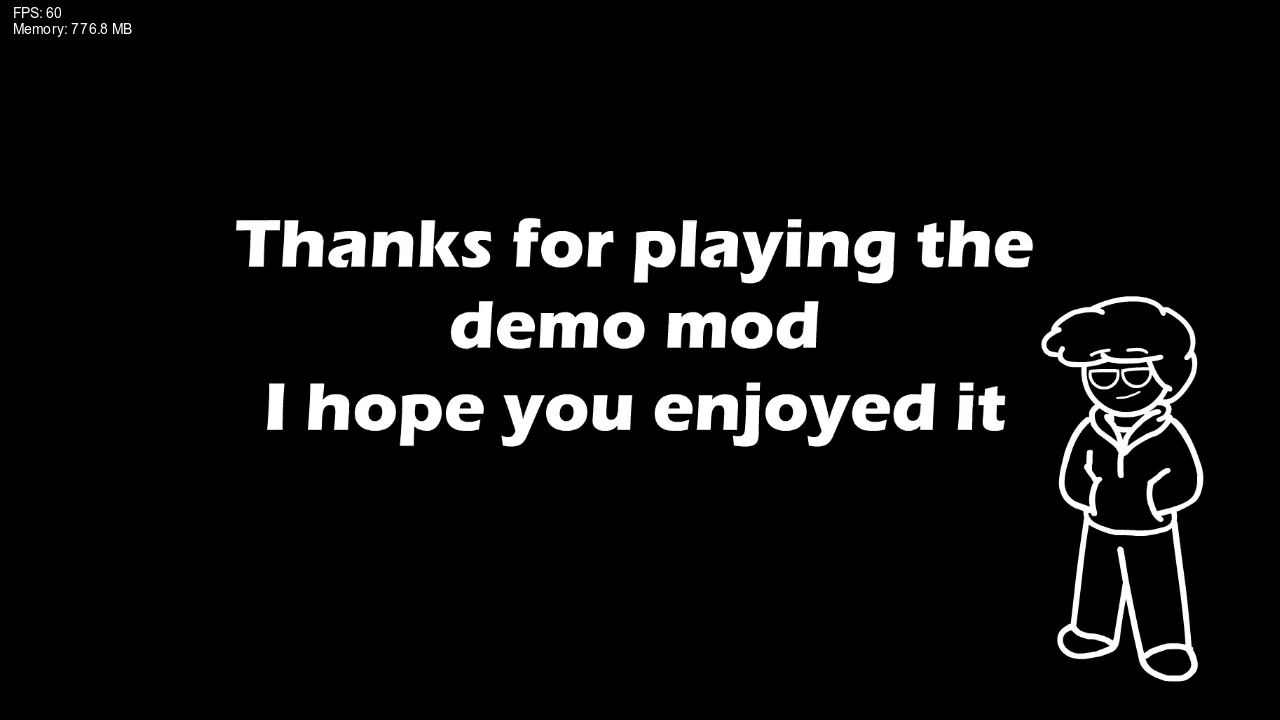 FPS: 60
Memory: 776.8 MB
Thanks for playing the
demo mod
I hope you enjoyed it